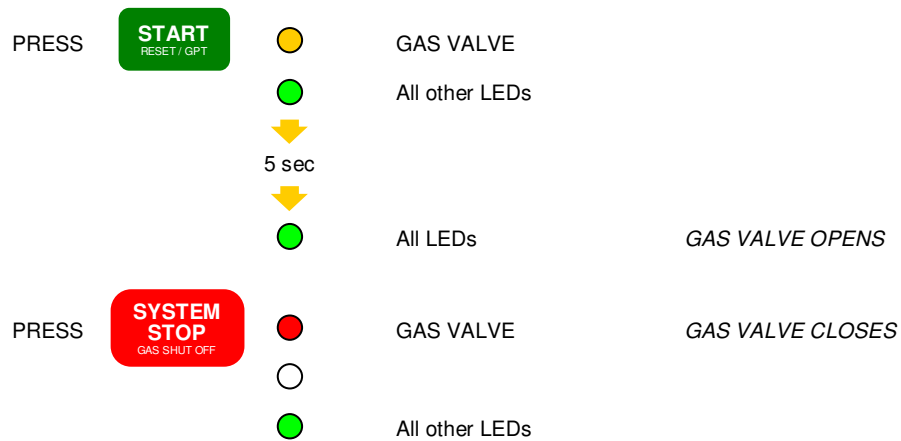 PRESS START RESET / GPT GAS VALVE
All other LEDs
5 sec
All LEDs GAS VALVE OPENS
PRESS SYSTEM STOP GAS SHUT OFF GAS VALVE GAS VALVE CLOSES
All other LEDs